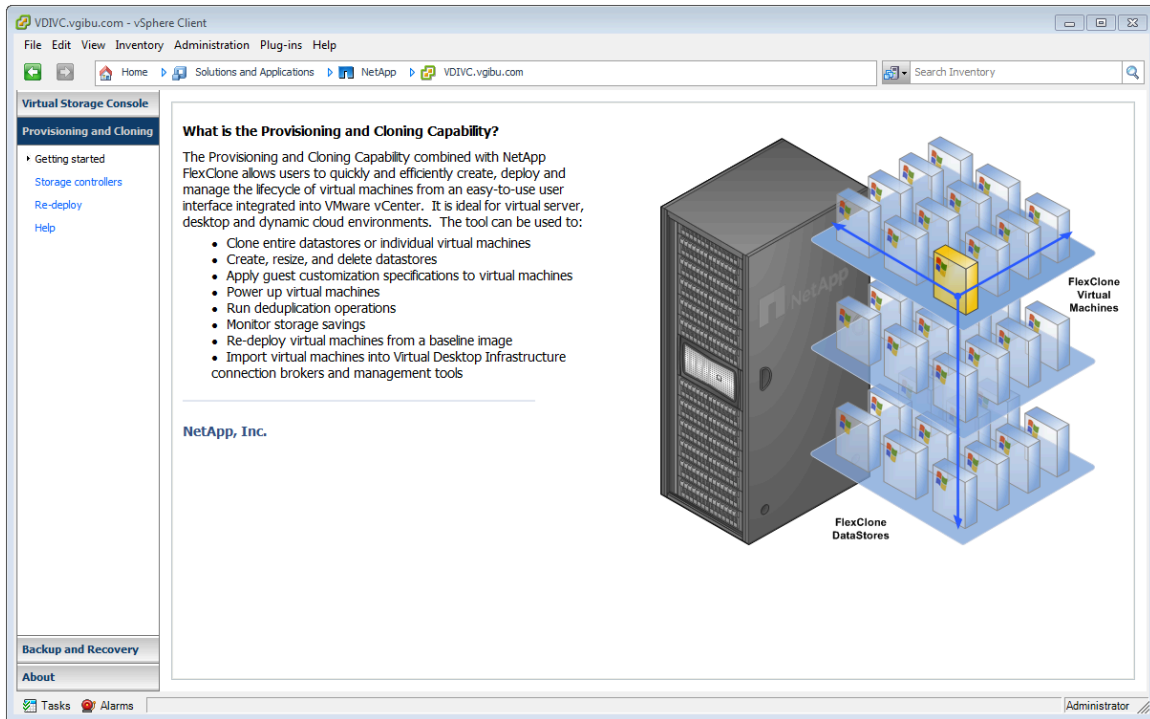 VDIVC.vgibu.com - vSphere Client
File Edit View Inventory Administration Plug-ins Help
Home Solutions and Applications NetApp VDIVC.vgibu.com
Search Inventory
Virtual Storage Console
Provisioning and Cloning
Getting started
Storage controllers
Re-deploy
Help
Backup and Recovery
About
What is the Provisioning and Cloning Capability?
The Provisioning and Cloning Capability combined with NetApp
FlexClone allows users to quickly and efficiently create, deploy and
manage the lifecycle of virtual machines from an easy-to-use user
interface integrated into VMware vCenter. It is ideal for virtual server,
desktop and dynamic cloud environments. The tool can be used to:
• Clone entire datastores or individual virtual machines
• Create, resize, and delete datastores
• Apply guest customization specifications to virtual machines
• Power up virtual machines
• Run deduplication operations
• Monitor storage savings
• Re-deploy virtual machines from a baseline image
• Import virtual machines into Virtual Desktop Infrastructure
connection brokers and management tools
NetApp, Inc.
NetApp
FlexClone
Virtual
Machines
FlexClone
DataStores
Tasks Alarms
Administrator